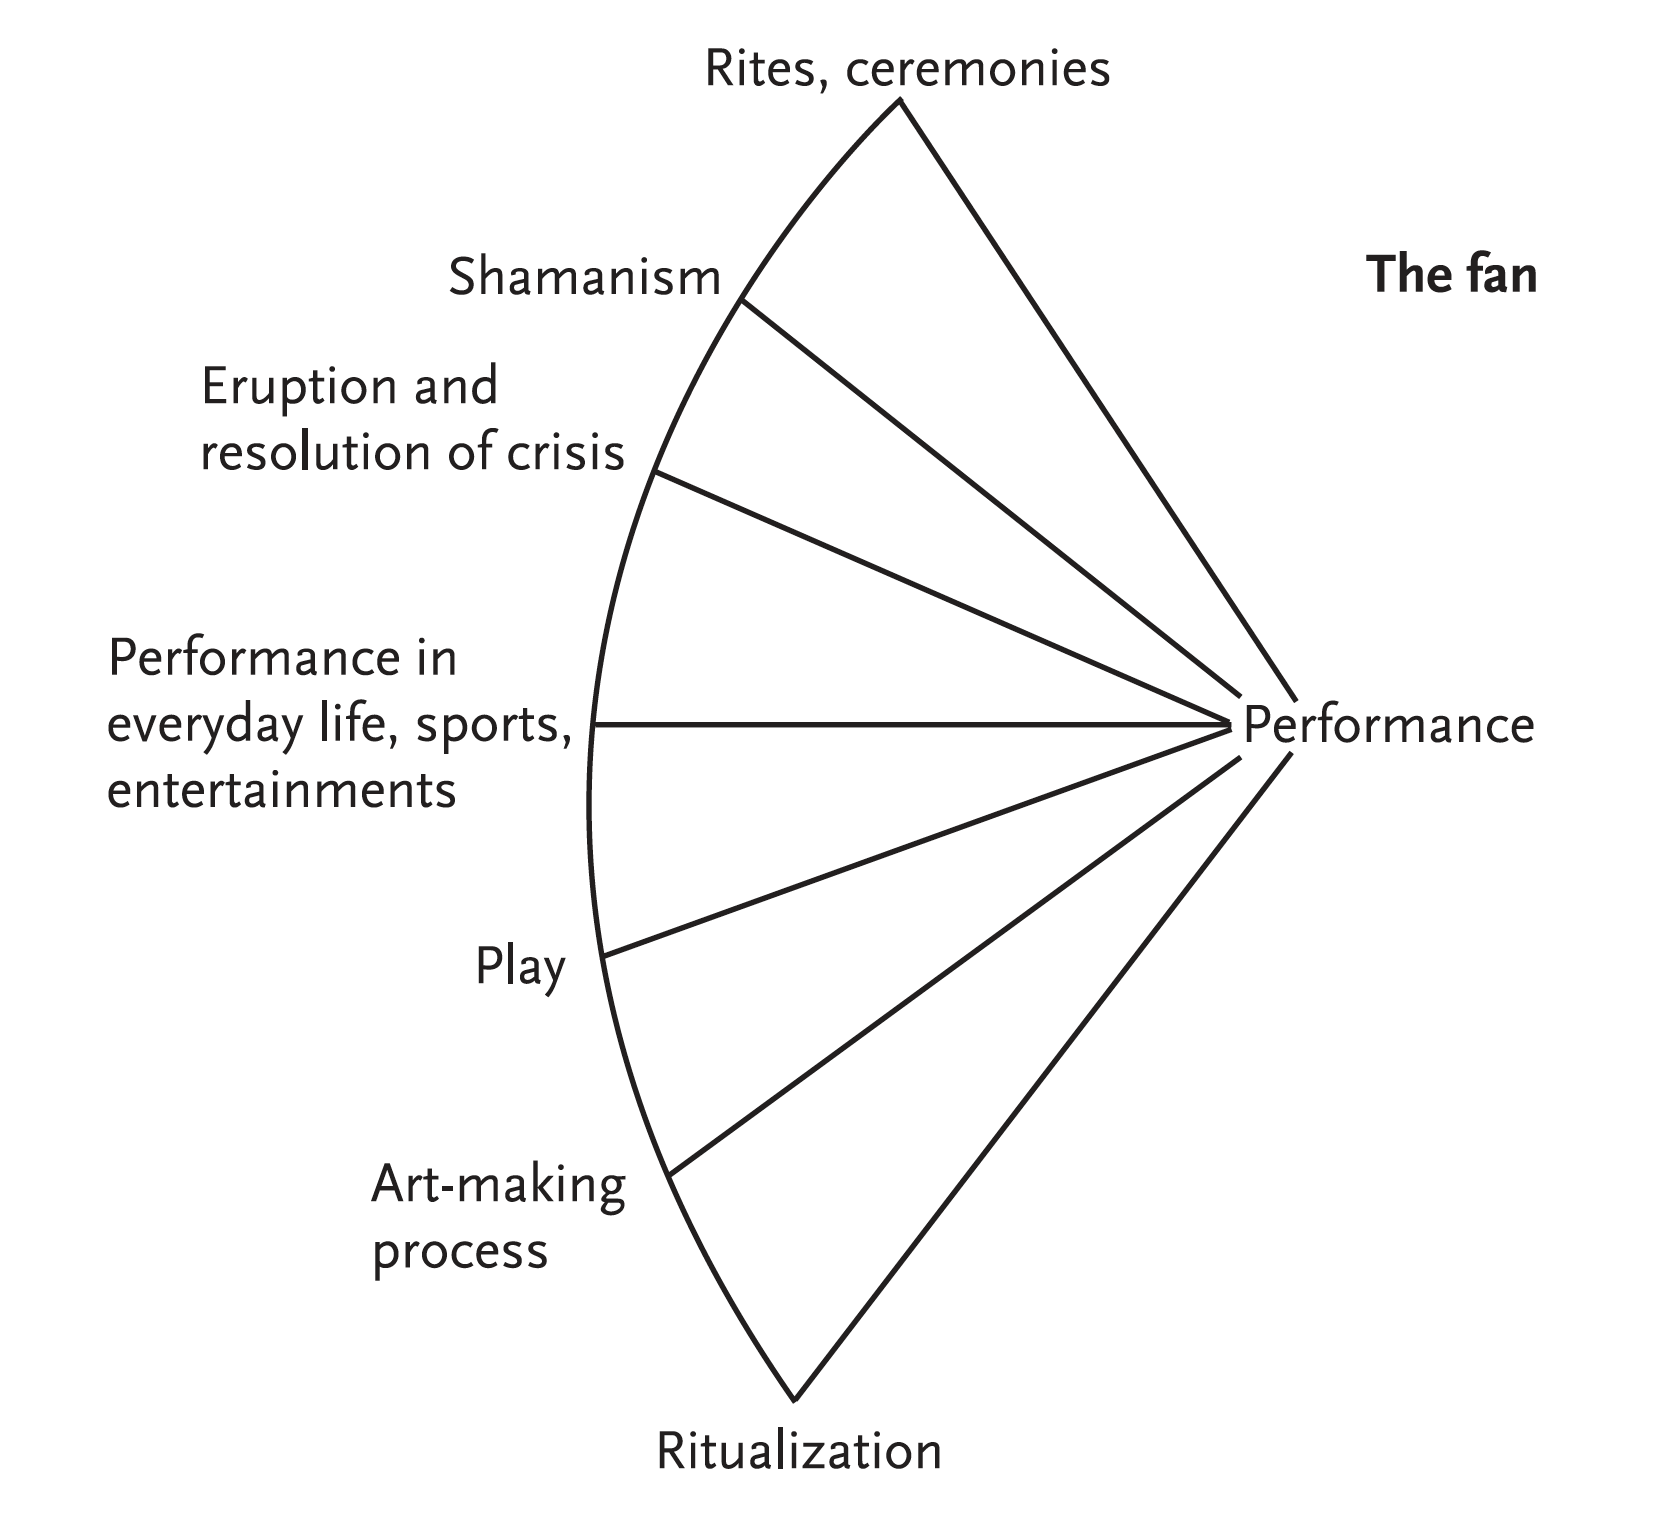 Rites, ceremonies
Shamanism
The fan
Eruption and
resolution of crisis
Performance in
everyday life, sports,
entertainments
Performance
Play
Art-making
process
Ritualization